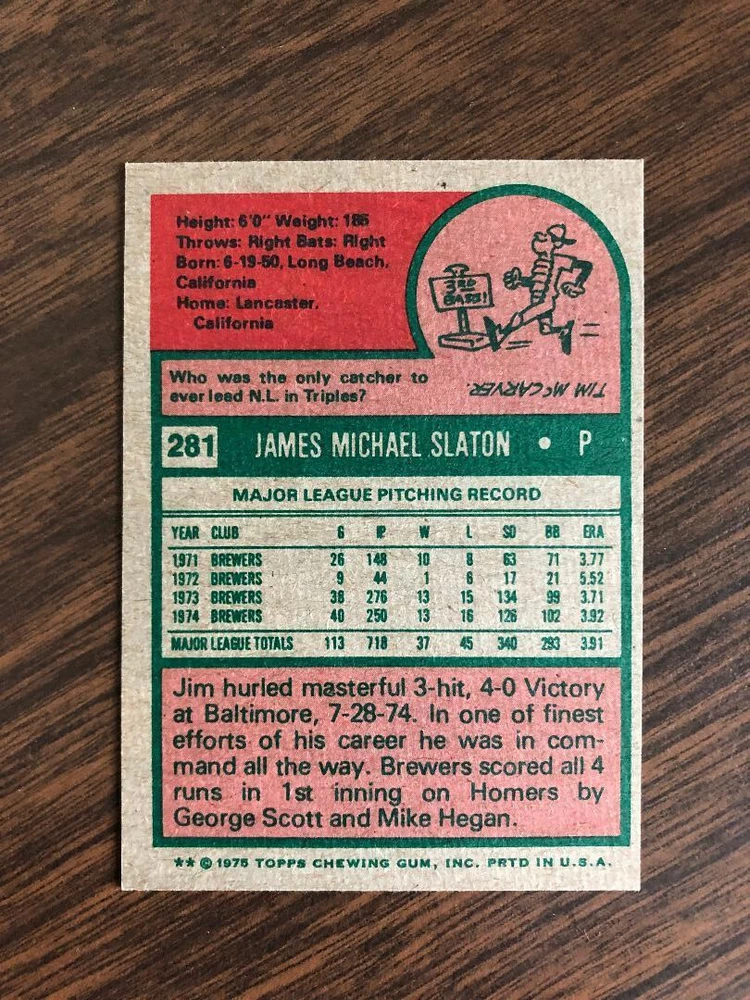 Height: 6'0" Weight: 185
Throws: Right Bats: Right
Born: 6-19-50, Long Beach,
California
Home: Lancaster,
California
3RD
BASE!
Who was the only catcher to
ever lead N.L. in Triples?
TIM McCARVER.
281 JAMES MICHAEL SLATON • P
MAJOR LEAGUE PITCHING RECORD
YEAR CLUB G IP W L SO BB ERA
1971 BREWERS 26 148 10 8 63 71 3.77
1972 BREWERS 9 44 1 6 17 21 5.52
1973 BREWERS 38 276 13 15 134 99 3.71
1974 BREWERS 40 250 13 16 126 102 3.92
MAJOR LEAGUE TOTALS 113 718 37 45 340 293 3.91
Jim hurled masterful 3-hit, 4-0 Victory
at Baltimore, 7-28-74. In one of finest
efforts of his career he was in com-
mand all the way. Brewers scored all 4
runs in 1st inning on Homers by
George Scott and Mike Hegan.
** © 1975 TOPPS CHEWING GUM, INC. PRTD IN U.S.A.